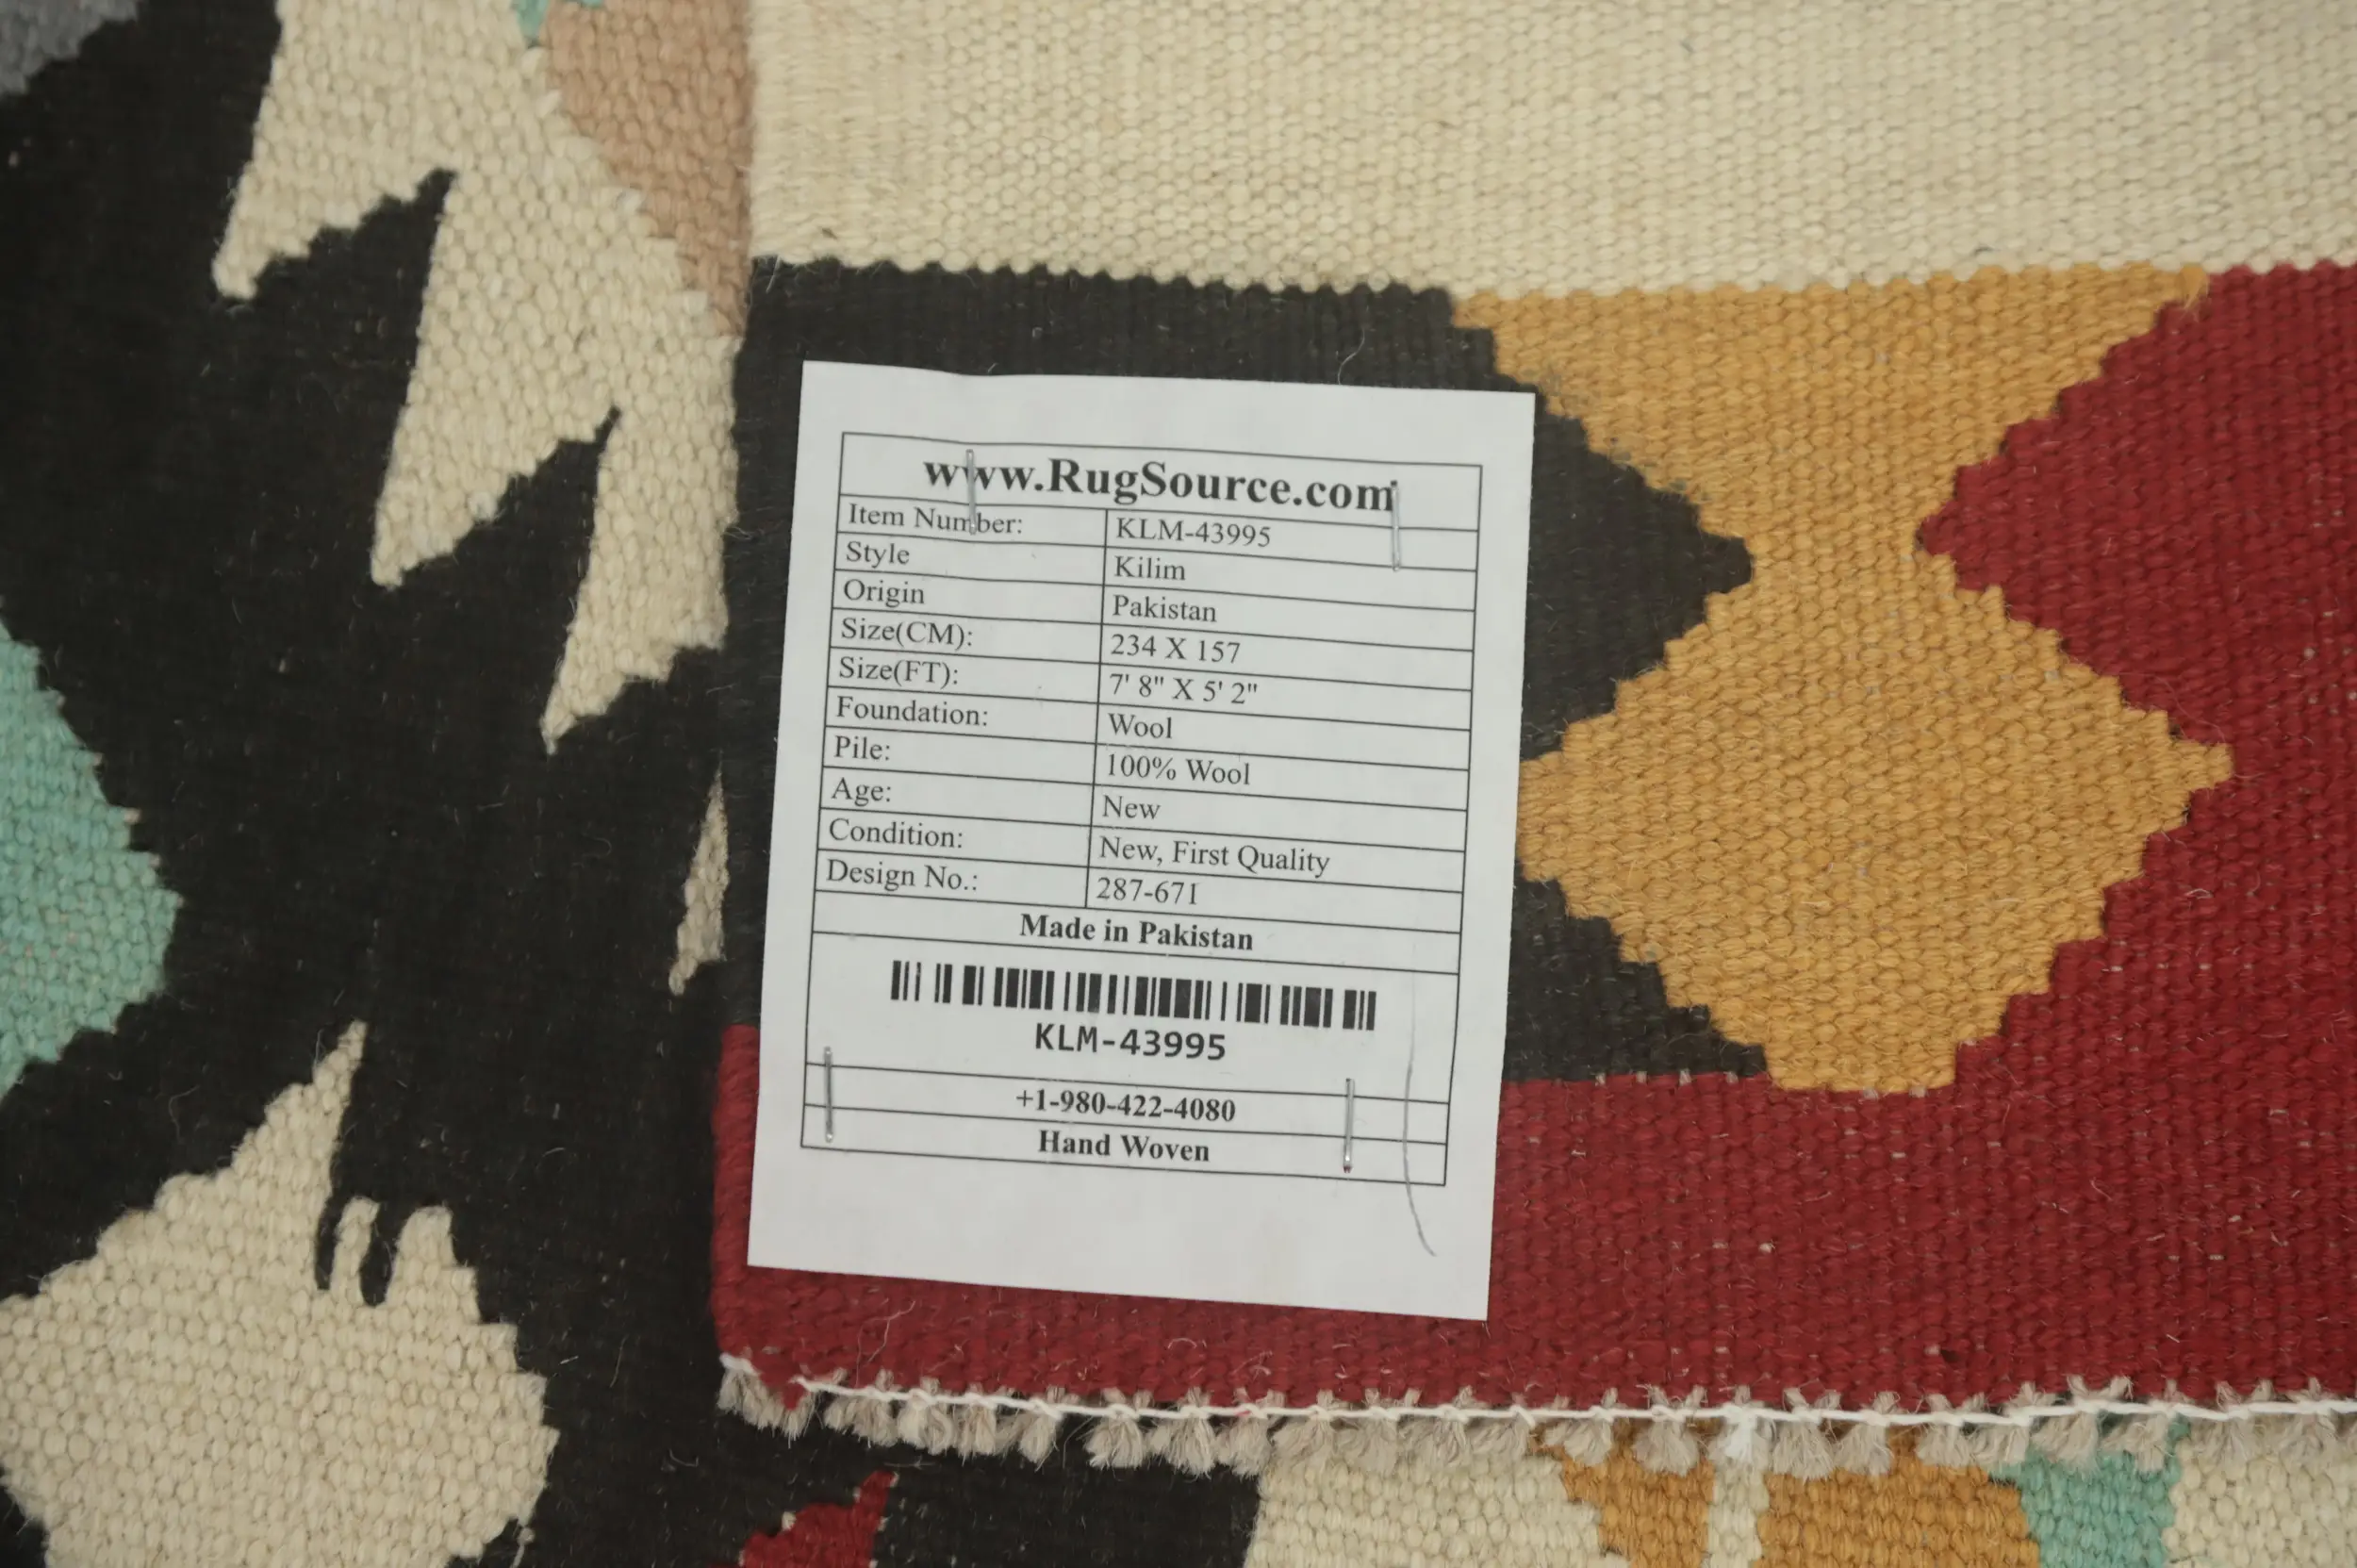 www.RugSource.com
Item Number: KLM-43995
Style Kilim
Origin Pakistan
Size(CM): 234 X 157
Size(FT): 7' 8" X 5' 2"
Foundation: Wool
Pile: 100% Wool
Age: New
Condition: New, First Quality
Design No.: 287-671
Made in Pakistan
KLM-43995
+1-980-422-4080
Hand Woven